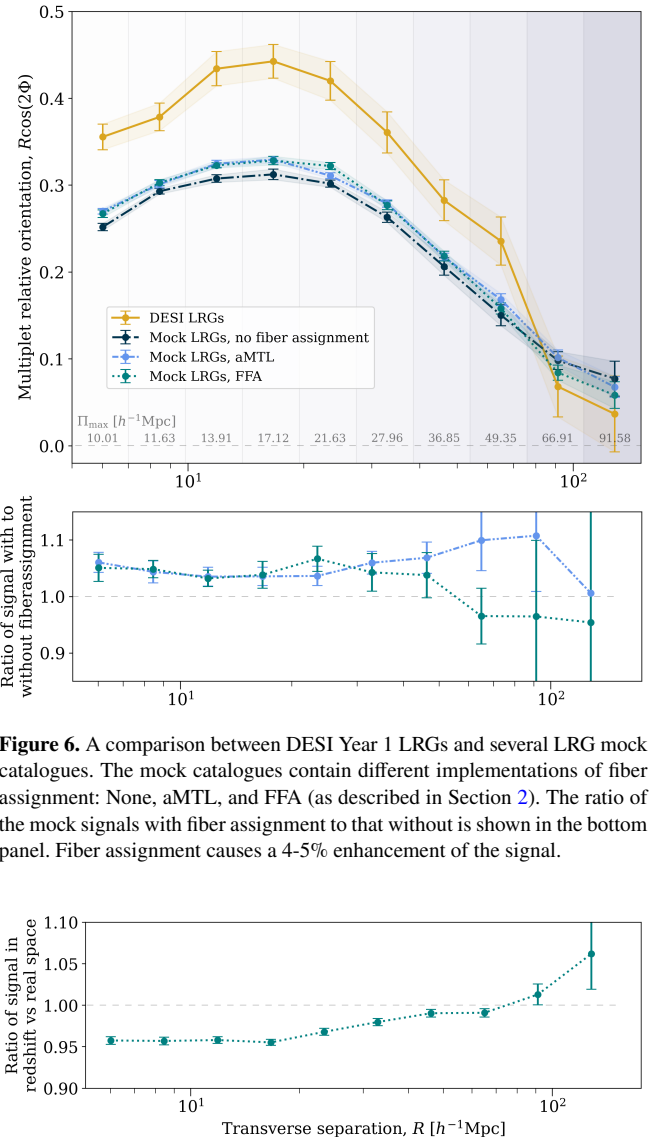 0.5
0.4
0.3
0.2
0.1
0.0
Multiplet relative orientation, Rcos(2Φ)
DESI LRGs
Mock LRGs, no fiber assignment
Mock LRGs, aMTL
Mock LRGs, FFA
Πmax [h⁻¹Mpc]
10.01 11.63 13.91 17.12 21.63 27.96 36.85 49.35 66.91 91.58
10¹ 10²
Ratio of signal with to
without fiberassignment
1.1
1.0
0.9
10¹ 10²
Figure 6. A comparison between DESI Year 1 LRGs and several LRG mock
catalogues. The mock catalogues contain different implementations of fiber
assignment: None, aMTL, and FFA (as described in Section 2). The ratio of
the mock signals with fiber assignment to that without is shown in the bottom
panel. Fiber assignment causes a 4-5% enhancement of the signal.
Ratio of signal in
redshift vs real space
1.10
1.05
1.00
0.95
0.90
10¹ 10²
Transverse separation, R [h⁻¹Mpc]